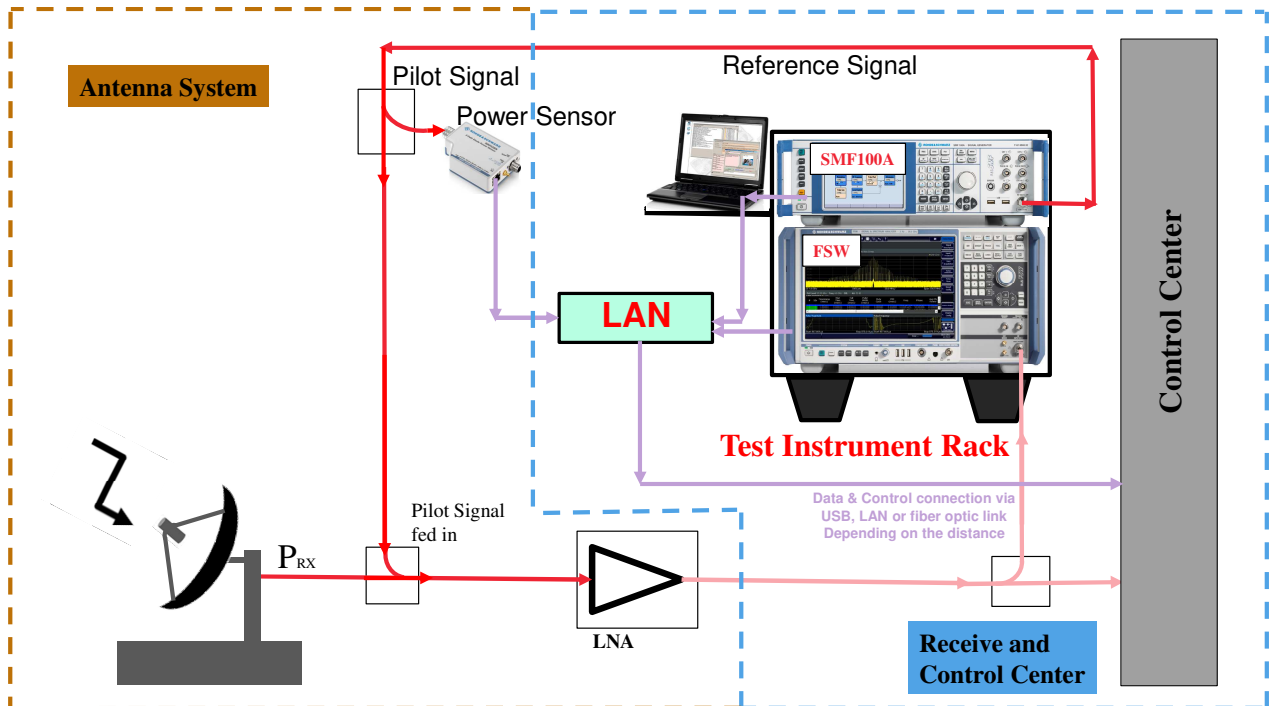 Antenna System
Pilot Signal
Power Sensor
Reference Signal
SMF100A
FSW
LAN
Control Center
Test Instrument Rack
Data & Control connection via
USB, LAN or fiber optic link
Depending on the distance
Pilot Signal
fed in
PRX
LNA
Receive and
Control Center